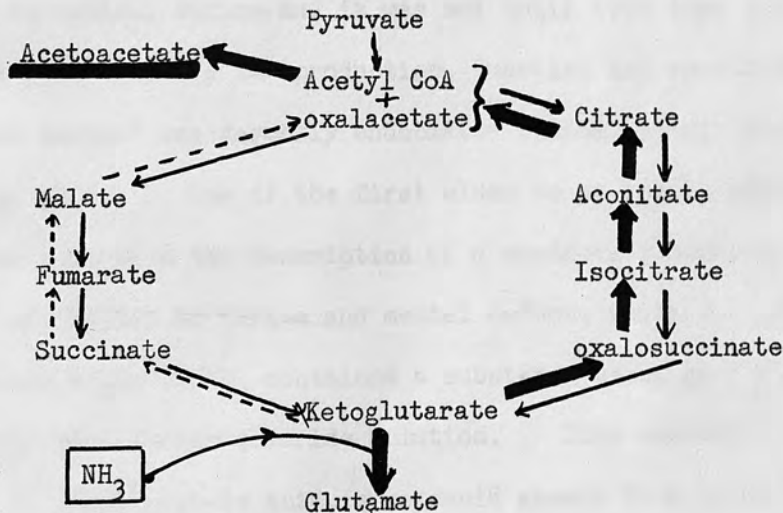 Pyruvate
Acetoacetate
Acetyl CoA
+
oxalacetate
Citrate
Malate
Aconitate
Fumarate
Isocitrate
Succinate
oxalosuccinate
Ketoglutarate
NH3
Glutamate